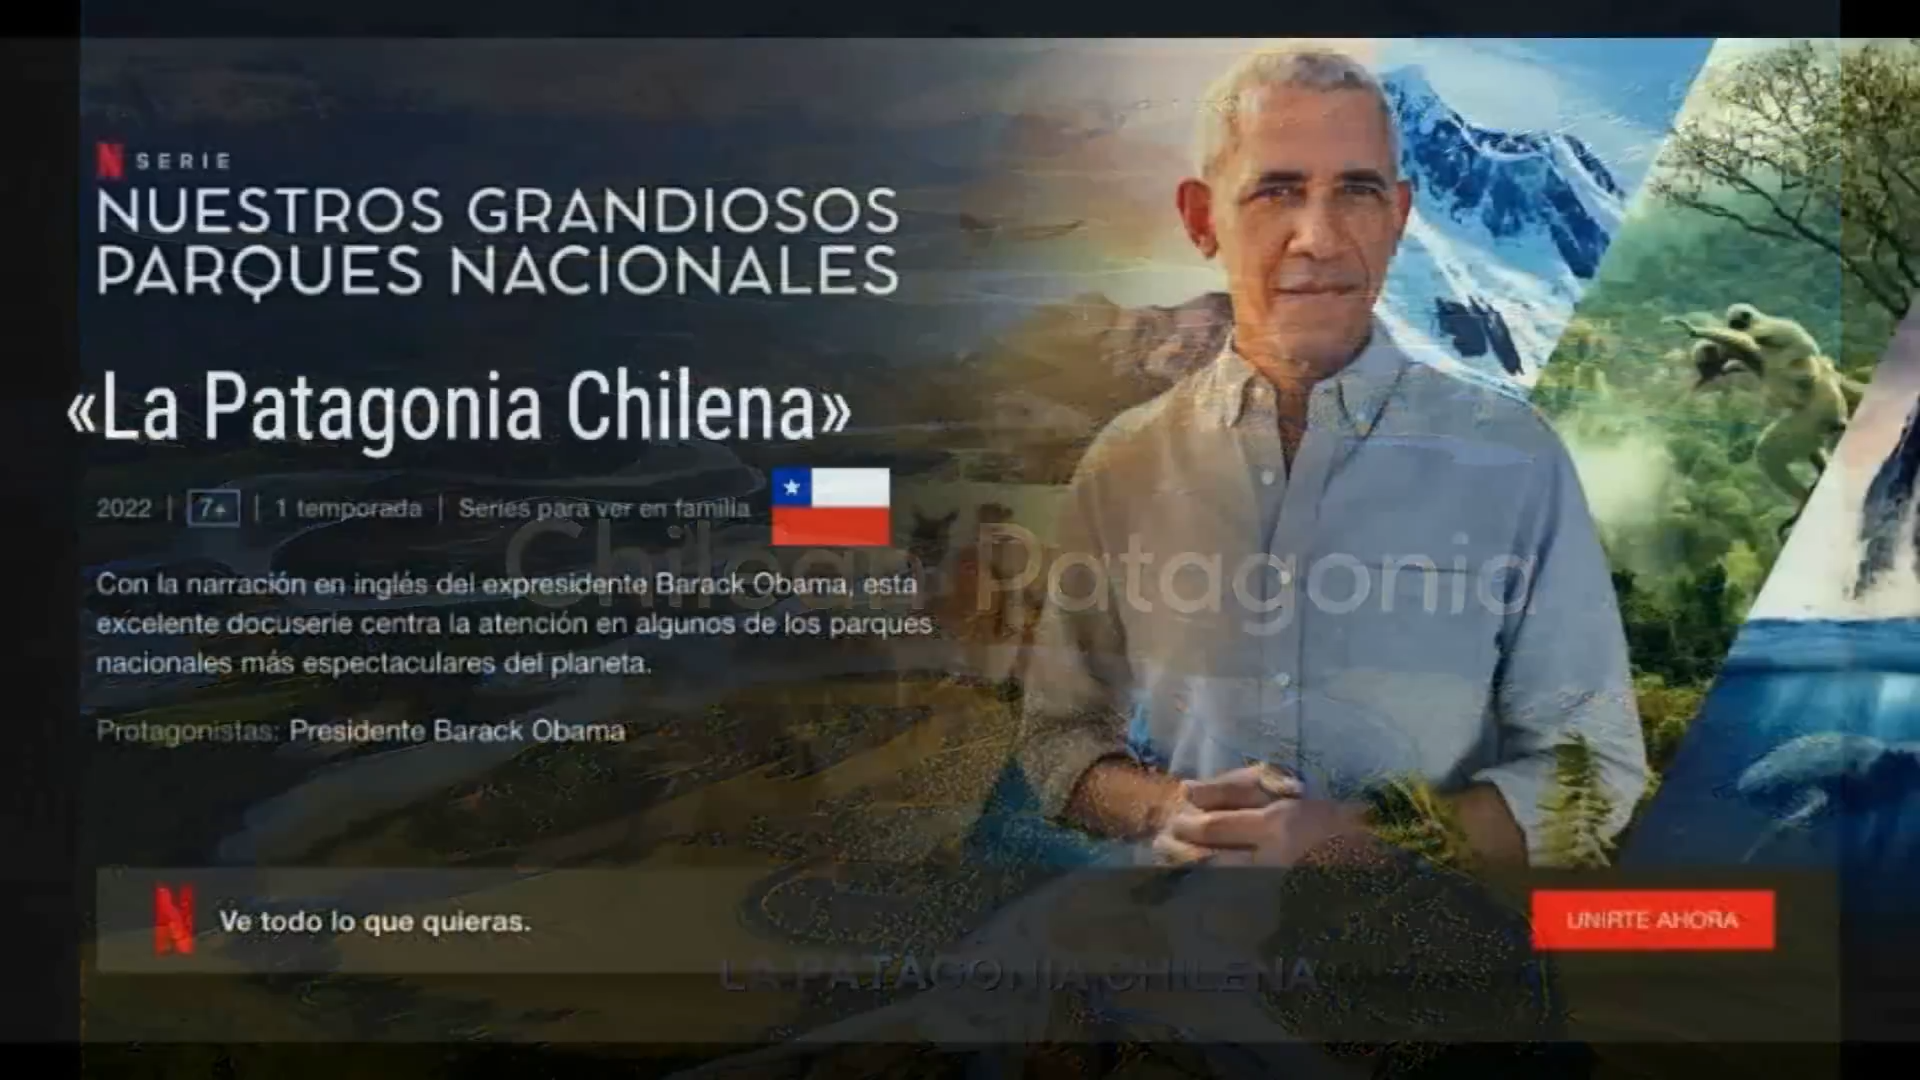 N SERIE
NUESTROS GRANDIOSOS
PARQUES NACIONALES
«La Patagonia Chilena»
2022 | 7+ | 1 temporada | Series para ver en familia
Chilean Patagonia
Con la narración en inglés del expresidente Barack Obama, esta
excelente docuserie centra la atención en algunos de los parques
nacionales más espectaculares del planeta.
Protagonistas: Presidente Barack Obama
N Ve todo lo que quieras.
UNIRTE AHORA
LA PATAGONIA CHILENA